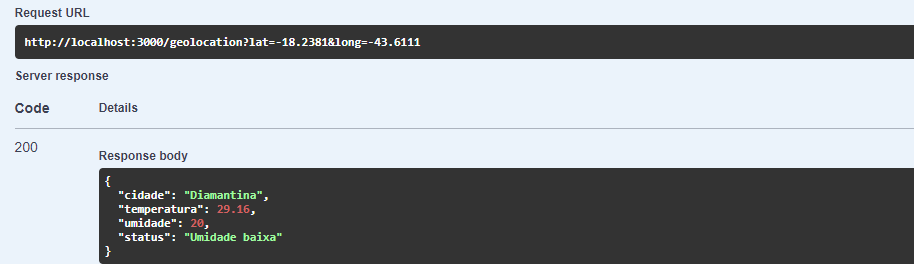 Request URL
http://localhost:3000/geolocation?lat=-18.2381&long=-43.6111
Server response
Code Details
200
Response body
{
"cidade": "Diamantina",
"temperatura": 29.16,
"umidade": 20,
"status": "Umidade baixa"
}